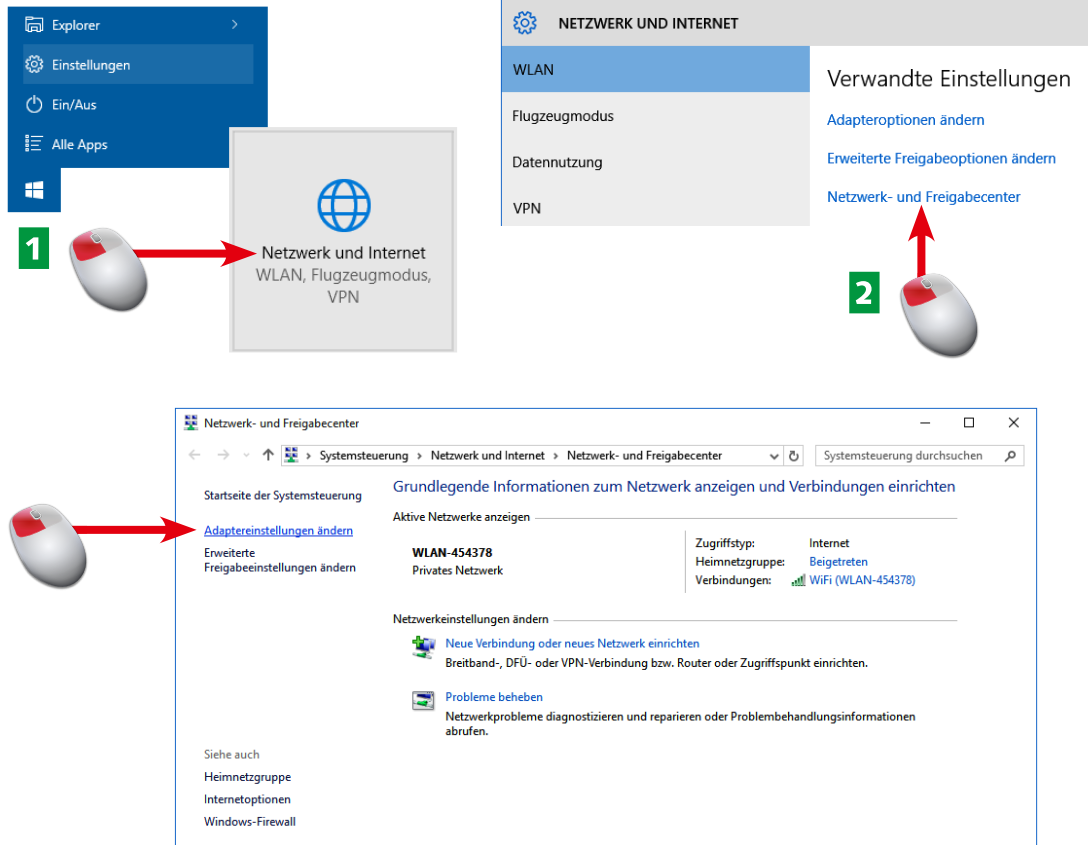 Explorer
Einstellungen
Ein/Aus
Alle Apps
1
Netzwerk und Internet
WLAN, Flugzeugmodus,
VPN
NETZWERK UND INTERNET
WLAN
Flugzeugmodus
Datennutzung
VPN
Verwandte Einstellungen
Adapteroptionen ändern
Erweiterte Freigabeoptionen ändern
Netzwerk- und Freigabecenter
2
Netzwerk- und Freigabecenter
Systemsteuerung › Netzwerk und Internet › Netzwerk- und Freigabecenter
Systemsteuerung durchsuchen
Startseite der Systemsteuerung
Adaptereinstellungen ändern
Erweiterte
Freigabeeinstellungen ändern
Grundlegende Informationen zum Netzwerk anzeigen und Verbindungen einrichten
Aktive Netzwerke anzeigen
WLAN-454378
Privates Netzwerk
Zugriffstyp: Internet
Heimnetzgruppe: Beigetreten
Verbindungen: WiFi (WLAN-454378)
Netzwerkeinstellungen ändern
Neue Verbindung oder neues Netzwerk einrichten
Breitband-, DFÜ- oder VPN-Verbindung bzw. Router oder Zugriffspunkt einrichten.
Probleme beheben
Netzwerkprobleme diagnostizieren und reparieren oder Problembehandlungsinformationen
abrufen.
Siehe auch
Heimnetzgruppe
Internetoptionen
Windows-Firewall